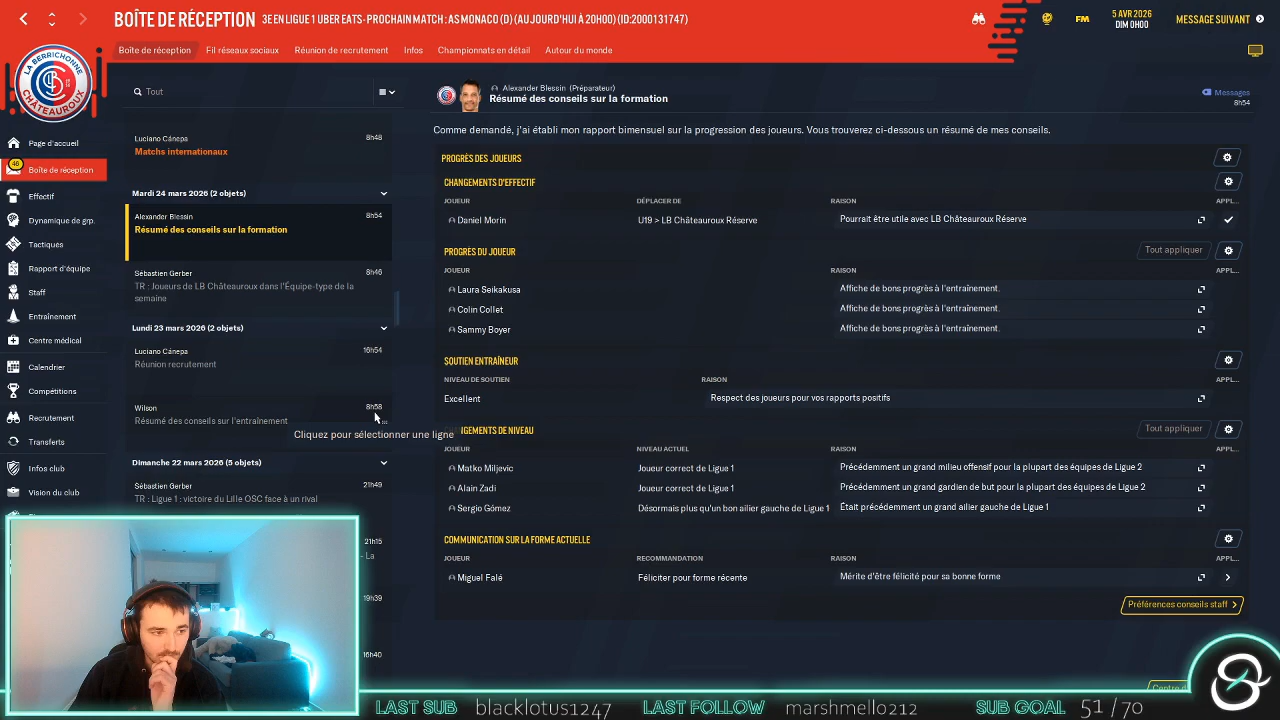 BOÎTE DE RÉCEPTION
3E EN LIGUE 1 UBER EATS - PROCHAIN MATCH : AS MONACO (D) (AUJOURD'HUI À 20H00) (ID:2000131747)
FM
5 AVR 2026
DIM 0H00
MESSAGE SUIVANT
Boîte de réception
Fil réseaux sociaux
Réunion de recrutement
Infos
Championnats en détail
Autour du monde
LA BERRICHONNE
CHÂTEAUROUX
Page d'accueil
46
Boîte de réception
Effectif
Dynamique de grp.
Tactiques
Rapport d'équipe
Staff
Entraînement
Centre médical
Calendrier
Compétitions
Recrutement
Transferts
Infos club
Vision du club
Tout
Luciano Cánepa 8h48
Matchs internationaux
Mardi 24 mars 2026 (2 objets)
Alexander Blessin 8h54
Résumé des conseils sur la formation
Sébastien Gerber 8h46
TR : Joueurs de LB Châteauroux dans l'Équipe-type de la
semaine
Lundi 23 mars 2026 (2 objets)
Luciano Cánepa 16h54
Réunion recrutement
Wilson 8h58
Résumé des conseils sur l'entraînement
Cliquez pour sélectionner une ligne
Dimanche 22 mars 2026 (5 objets)
Sébastien Gerber 21h49
TR : Ligue 1 : victoire du Lille OSC face à un rival
21h15
- La
19h39
16h40
Alexander Blessin (Préparateur)
Résumé des conseils sur la formation
Messages
8h54
Comme demandé, j'ai établi mon rapport bimensuel sur la progression des joueurs. Vous trouverez ci-dessous un résumé de mes conseils.
PROGRÈS DES JOUEURS
CHANGEMENTS D'EFFECTIF
JOUEUR DÉPLACER DE RAISON APPL...
Daniel Morin U19 > LB Châteauroux Réserve Pourrait être utile avec LB Châteauroux Réserve
PROGRÈS DU JOUEUR Tout appliquer
JOUEUR RAISON APPL...
Laura Seikakusa Affiche de bons progrès à l'entraînement.
Colin Collet Affiche de bons progrès à l'entraînement.
Sammy Boyer Affiche de bons progrès à l'entraînement.
SOUTIEN ENTRAÎNEUR
NIVEAU DE SOUTIEN RAISON APPL...
Excellent Respect des joueurs pour vos rapports positifs
NGEMENTS DE NIVEAU Tout appliquer
JOUEUR NIVEAU ACTUEL RAISON APPL...
Matko Miljevic Joueur correct de Ligue 1 Précédemment un grand milieu offensif pour la plupart des équipes de Ligue 2
Alain Zadi Joueur correct de Ligue 1 Précédemment un grand gardien de but pour la plupart des équipes de Ligue 2
Sergio Gómez Désormais plus qu'un bon ailier gauche de Ligue 1 Était précédemment un grand ailier gauche de Ligue 1
COMMUNICATION SUR LA FORME ACTUELLE
JOUEUR RECOMMANDATION RAISON APPL...
Miguel Falé Féliciter pour forme récente Mérite d'être félicité pour sa bonne forme
Préférences conseils staff
LAST SUB blacklotus1247 LAST FOLLOW marshmello212 SUB GOAL 51 / 70